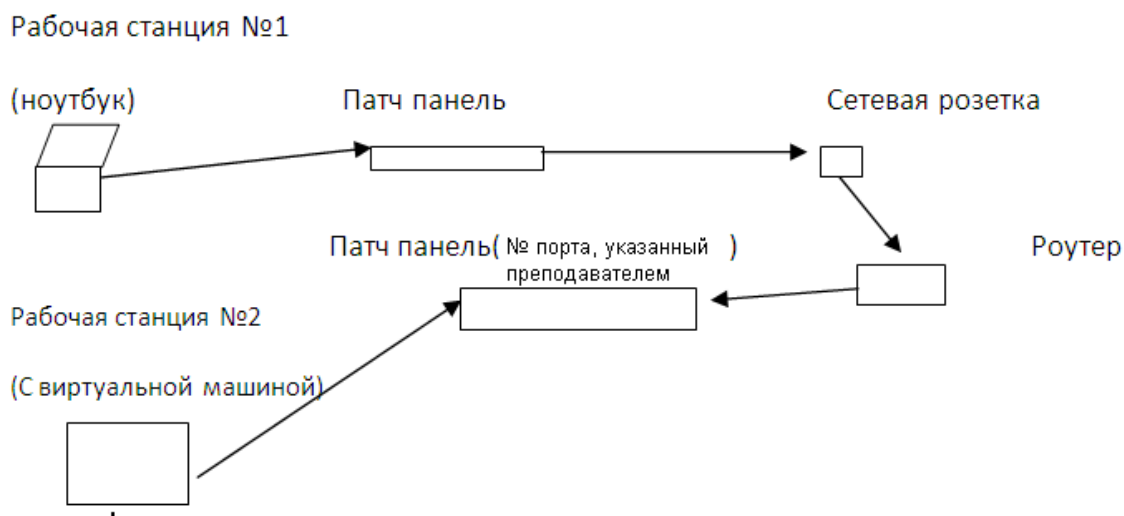 Рабочая станция №1
(ноутбук) Патч панель Сетевая розетка
Патч панель( № порта, указанный ) Роутер
преподавателем
Рабочая станция №2
(С виртуальной машиной)